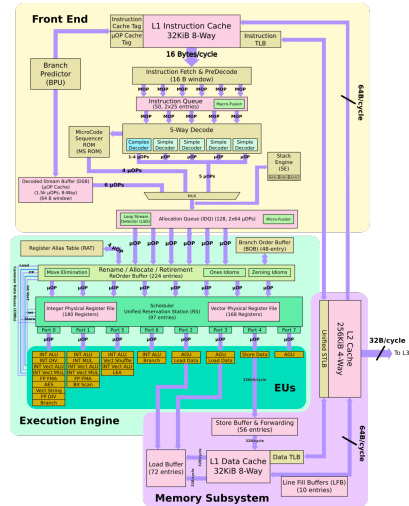 Front End
Instruction
Cache Tag
µOP Cache
Tag
L1 Instruction Cache
32KiB 8-Way
Instruction
TLB
16 Bytes/cycle
Branch
Predictor
(BPU)
Instruction Fetch & PreDecode
(16 B window)
MOP MOP MOP MOP MOP MOP
Instruction Queue
(50, 2x25 entries)
Macro-Fusion
MOP MOP MOP MOP MOP
64B/cycle
MicroCode
Sequencer
ROM
(MS ROM)
5-Way Decode
Complex
Decoder
Simple
Decoder
Simple
Decoder
Simple
Decoder
Simple
Decoder
1-4 µOPs µOP µOP µOP µOP
4 µOPs
5 µOPs
6 µOPs
Stack
Engine
(SE)
Decoded Stream Buffer (DSB)
(µOP Cache)
(1.5k µOPs; 8-Way)
(64 B window)
MUX
Loop Stream
Detector (LSD)
Allocation Queue (IDQ) (128, 2x64 µOPs)
Micro-Fusion
µOP µOP µOP µOP µOP µOP
Register Alias Table (RAT)
Branch Order Buffer
(BOB) (48-entry)
Move Elimination
Rename / Allocate / Retirement
ReOrder Buffer (224 entries)
Ones Idioms
Zeroing Idioms
µOP µOP µOP µOP µOP µOP µOP µOP
Integer Physical Register File
(180 Registers)
Scheduler
Unified Reservation Station (RS)
(97 entries)
Vector Physical Register File
(168 Registers)
Port 0 Port 1 Port 5 Port 6 Port 2 Port 3 Port 4 Port 7
µOP µOP µOP µOP µOP µOP µOP µOP
INT ALU
INT DIV
INT Vect ALU
INT Vect MUL
FP FMA
AES
Vect String
FP DIV
Branch
INT ALU
INT MUL
INT Vect ALU
INT Vect MUL
FP FMA
Bit Scan
INT ALU
Vect Shuffle
INT Vect ALU
LEA
INT ALU
Branch
AGU
Load Data
AGU
Load Data
Store Data
AGU
EUs
Execution Engine
Unified STLB
L2 Cache
256KiB 4-Way
32B/cycle
To L3
32B/cycle
Store Buffer & Forwarding
(56 entries)
32B/cycle
64B/cycle
Load Buffer
(72 entries)
32B/cycle
32B/cycle
L1 Data Cache
32KiB 8-Way
Data TLB
Line Fill Buffers (LFB)
(10 entries)
Memory Subsystem